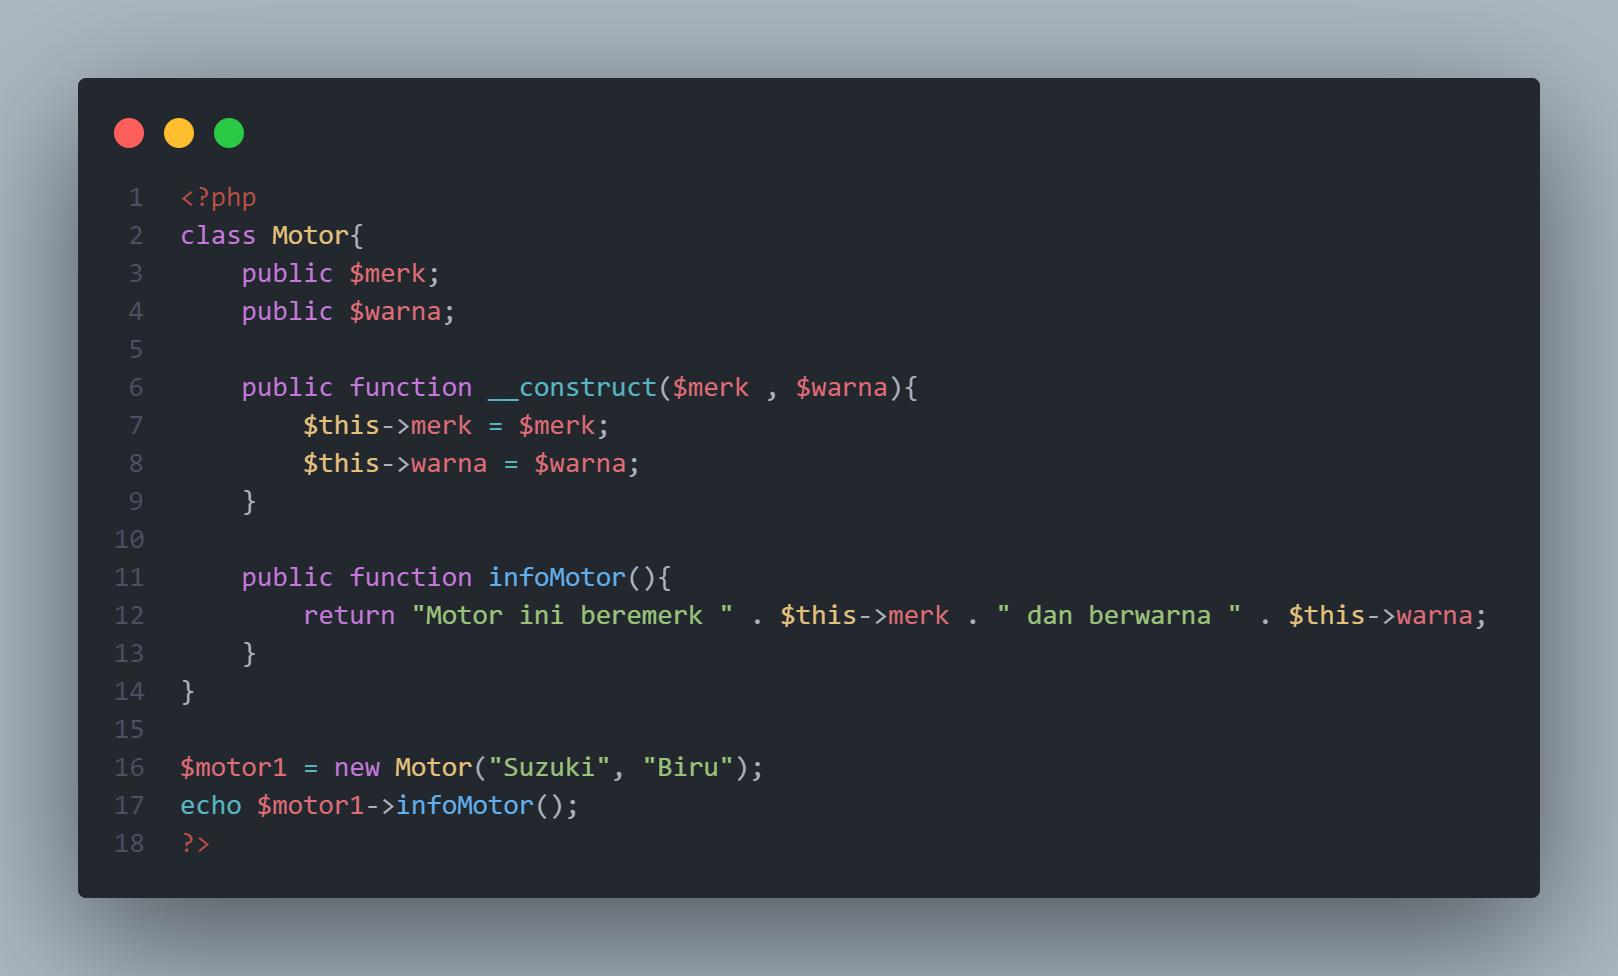 1 <?php
2 class Motor{
3     public $merk;
4     public $warna;
5
6     public function __construct($merk , $warna){
7         $this->merk = $merk;
8         $this->warna = $warna;
9     }
10
11     public function infoMotor(){
12         return "Motor ini beremerk " . $this->merk . " dan berwarna " . $this->warna;
13     }
14 }
15
16 $motor1 = new Motor("Suzuki", "Biru");
17 echo $motor1->infoMotor();
18 ?>